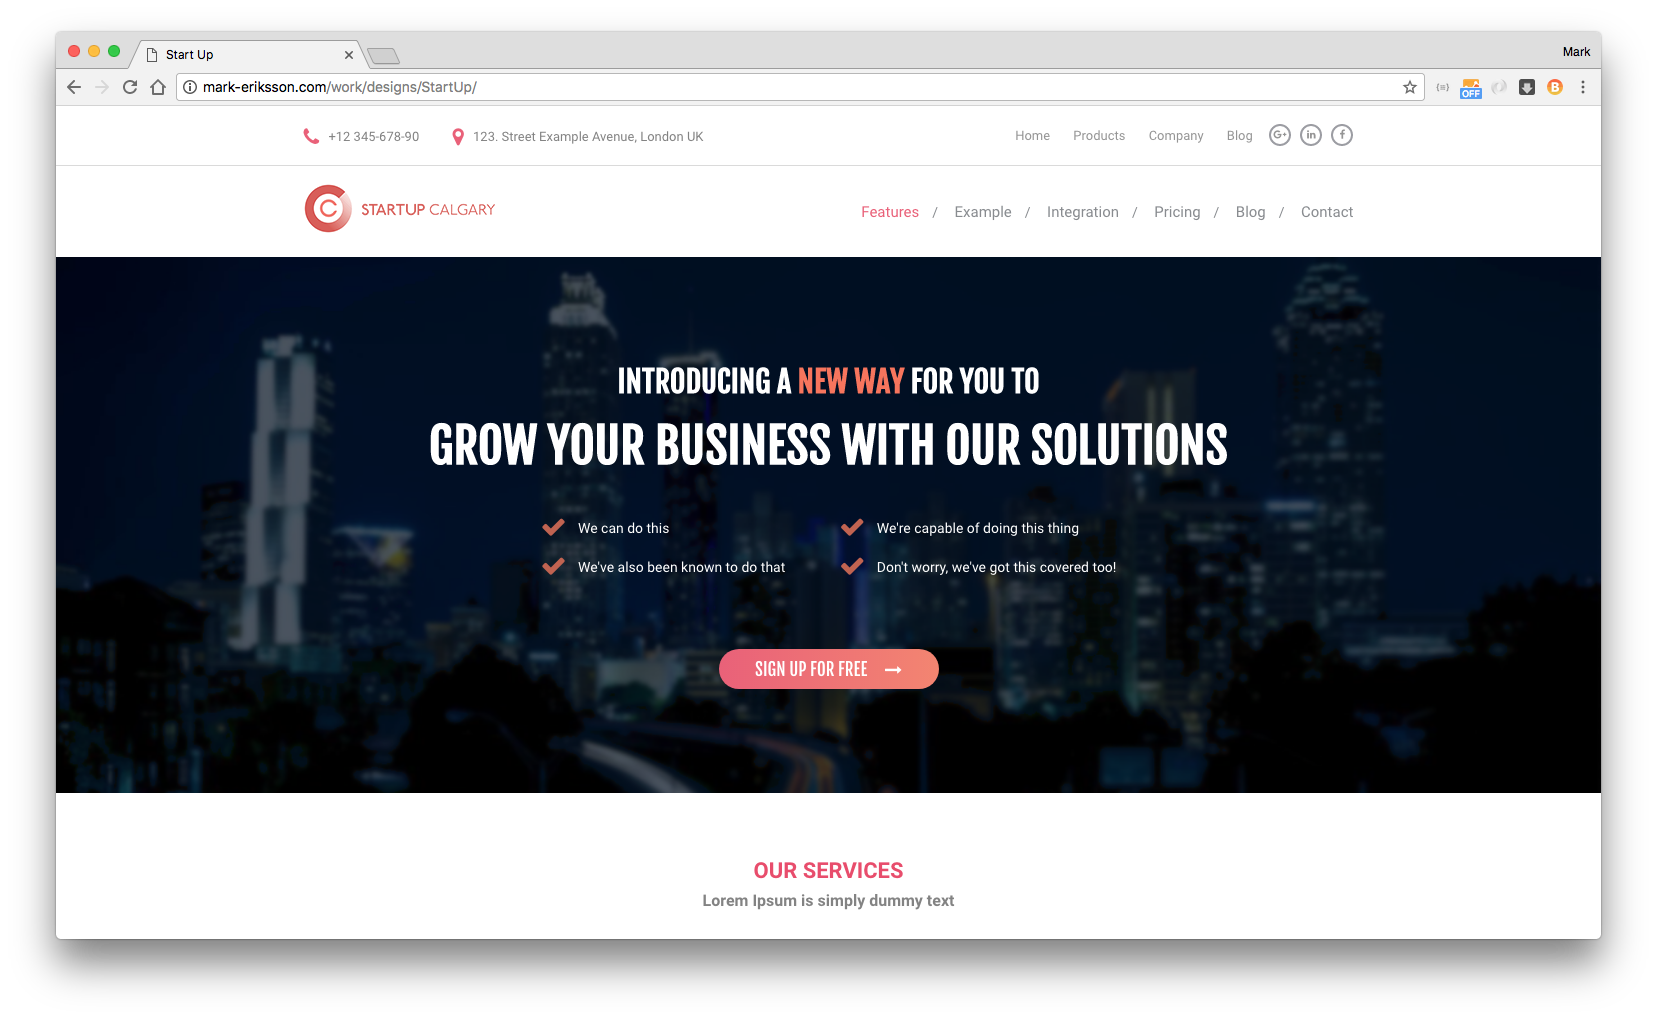 Start Up
Mark
mark-eriksson.com/work/designs/StartUp/
OFF
B
+12 345-678-90
123. Street Example Avenue, London UK
Home Products Company Blog G+ in f
C STARTUP CALGARY
Features / Example / Integration / Pricing / Blog / Contact
INTRODUCING A NEW WAY FOR YOU TO
GROW YOUR BUSINESS WITH OUR SOLUTIONS
We can do this
We're capable of doing this thing
We've also been known to do that
Don't worry, we've got this covered too!
SIGN UP FOR FREE →
OUR SERVICES
Lorem Ipsum is simply dummy text